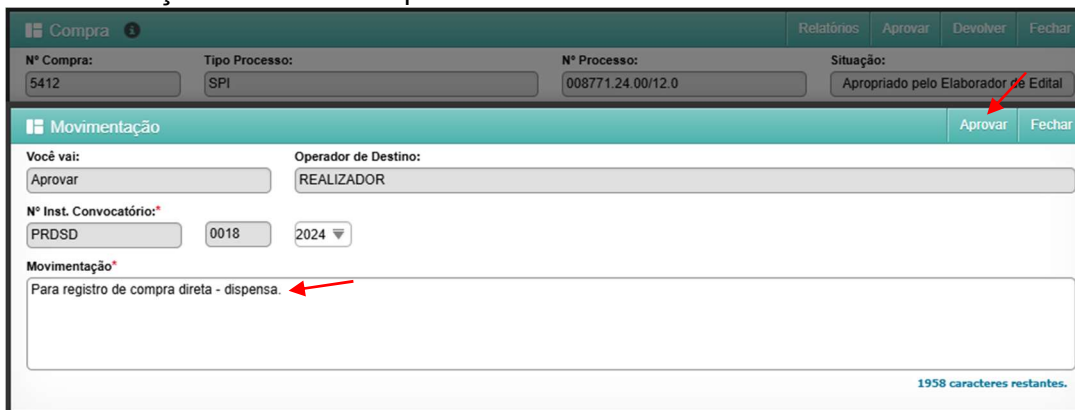 Compra
Relatórios Aprovar Devolver Fechar
Nº Compra: Tipo Processo: Nº Processo: Situação:
5412 SPI 008771.24.00/12.0 Apropriado pelo Elaborador de Edital
Movimentação Aprovar Fechar
Você vai: Operador de Destino:
Aprovar REALIZADOR
Nº Inst. Convocatório:*
PRDSD 0018 2024
Movimentação*
Para registro de compra direta - dispensa.
1958 caracteres restantes.